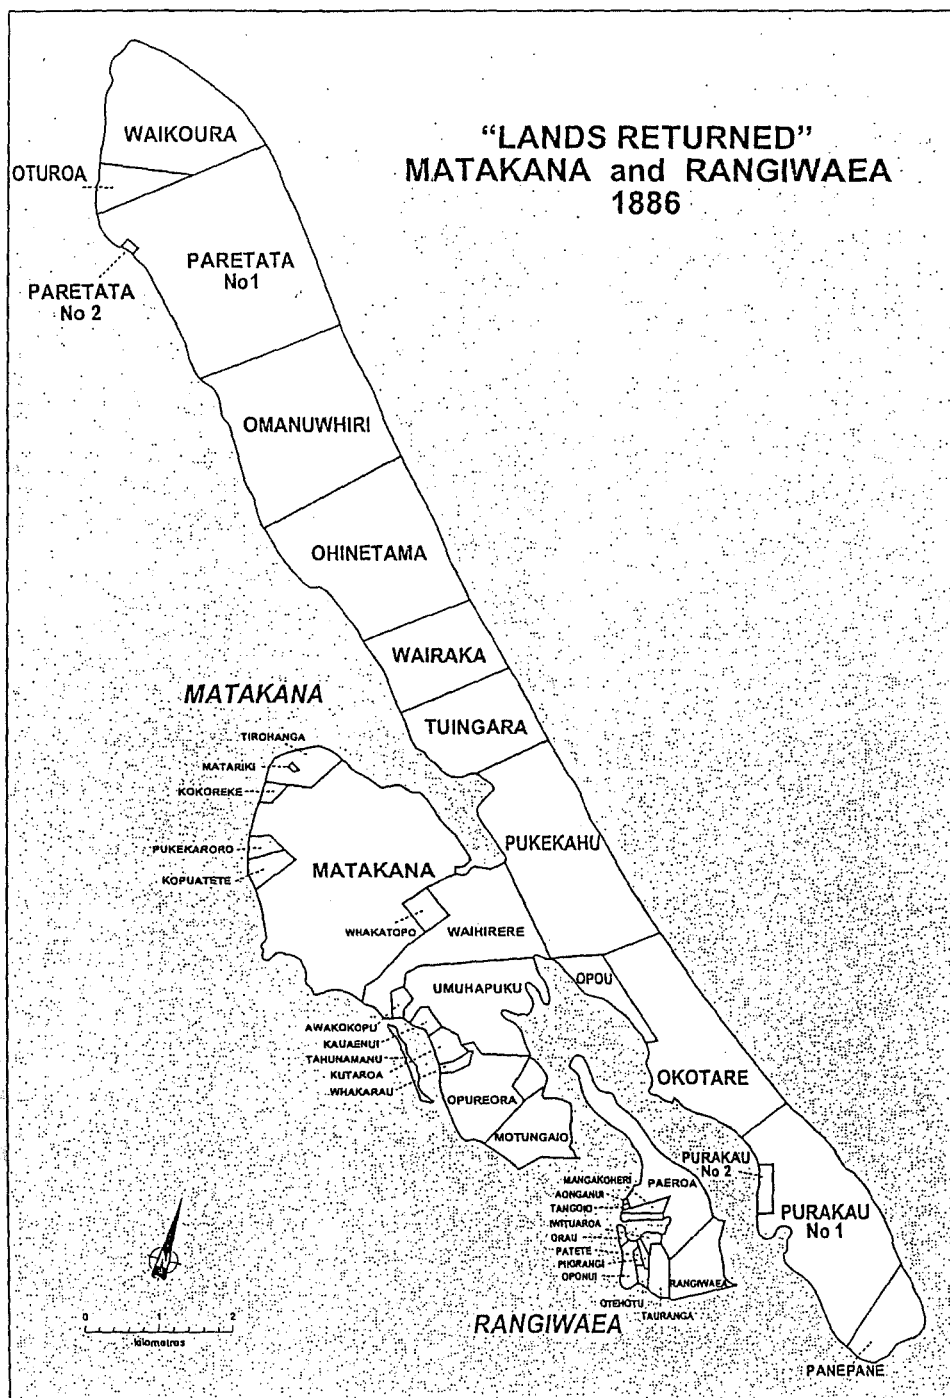 "LANDS RETURNED"
MATAKANA and RANGIWAEA
1886
WAIKOURA
OTUROA
PARETATA
No1
PARETATA
No 2
OMANUWHIRI
OHINETAMA
WAIRAKA
MATAKANA
TUINGARA
TIROHANGA
MATARIKI
KOKOREKE
PUKEKAHU
PUKEKARORO
MATAKANA
KOPUATETE
WHAKATOPO
WAIHIRERE
OPOU
UMUHAPUKU
AWAKOKOPU
KAUAENUI
TAHUNAMANU
KUTAROA
WHAKARAU
OKOTARE
OPUREORA
MOTUNGAIO
PURAKAU
No 2
MANGAKOHERI
PAEROA
AONGANUI
TANGOIO
IWITUAROA
ORAU
PATETE
PIKIRANGI
OPONUI
PURAKAU
No 1
RANGIWAEA
OTEHOTU
TAURANGA
RANGIWAEA
N
0 2
kilometres
PANEPANE